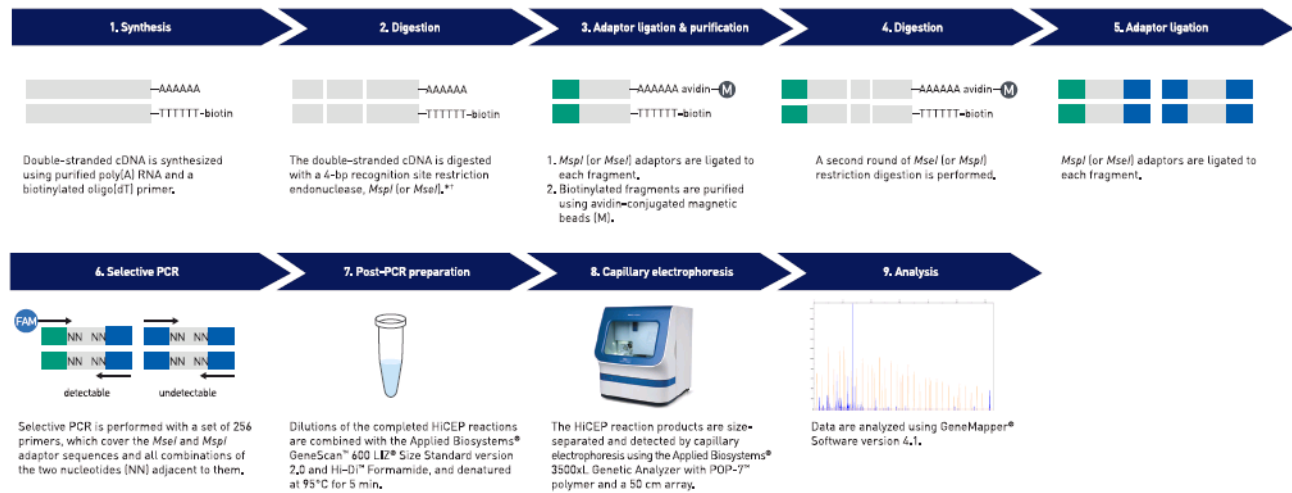 1. Synthesis
2. Digestion
3. Adaptor ligation & purification
4. Digestion
5. Adaptor ligation
AAAAAA
TTTTTT-biotin
AAAAAA
TTTTTT-biotin
AAAAAA avidin M
TTTTTT-biotin
AAAAAA avidin M
TTTTTT-biotin
Double-stranded cDNA is synthesized
using purified poly(A) RNA and a
biotinylated oligo(dT) primer.
The double-stranded cDNA is digested
with a 4-bp recognition site restriction
endonuclease, MspI (or MseI).*†
1. MspI (or MseI) adaptors are ligated to
each fragment.
2. Biotinylated fragments are purified
using avidin-conjugated magnetic
beads (M).
A second round of MseI (or MspI)
restriction digestion is performed.
MspI (or MseI) adaptors are ligated to
each fragment.
6. Selective PCR
7. Post-PCR preparation
8. Capillary electrophoresis
9. Analysis
FAM
NN NN
NN NN
NN NN
NN NN
detectable
undetectable
Selective PCR is performed with a set of 256
primers, which cover the MseI and MspI
adaptor sequences and all combinations of
the two nucleotides (NN) adjacent to them.
Dilutions of the completed HiCEP reactions
are combined with the Applied Biosystems®
GeneScan™ 600 LIZ® Size Standard version
2.0 and Hi-Di™ Formamide, and denatured
at 95°C for 5 min.
The HiCEP reaction products are size-
separated and detected by capillary
electrophoresis using the Applied Biosystems®
3500xL Genetic Analyzer with POP-7™
polymer and a 50 cm array.
Data are analyzed using GeneMapper®
Software version 4.1.